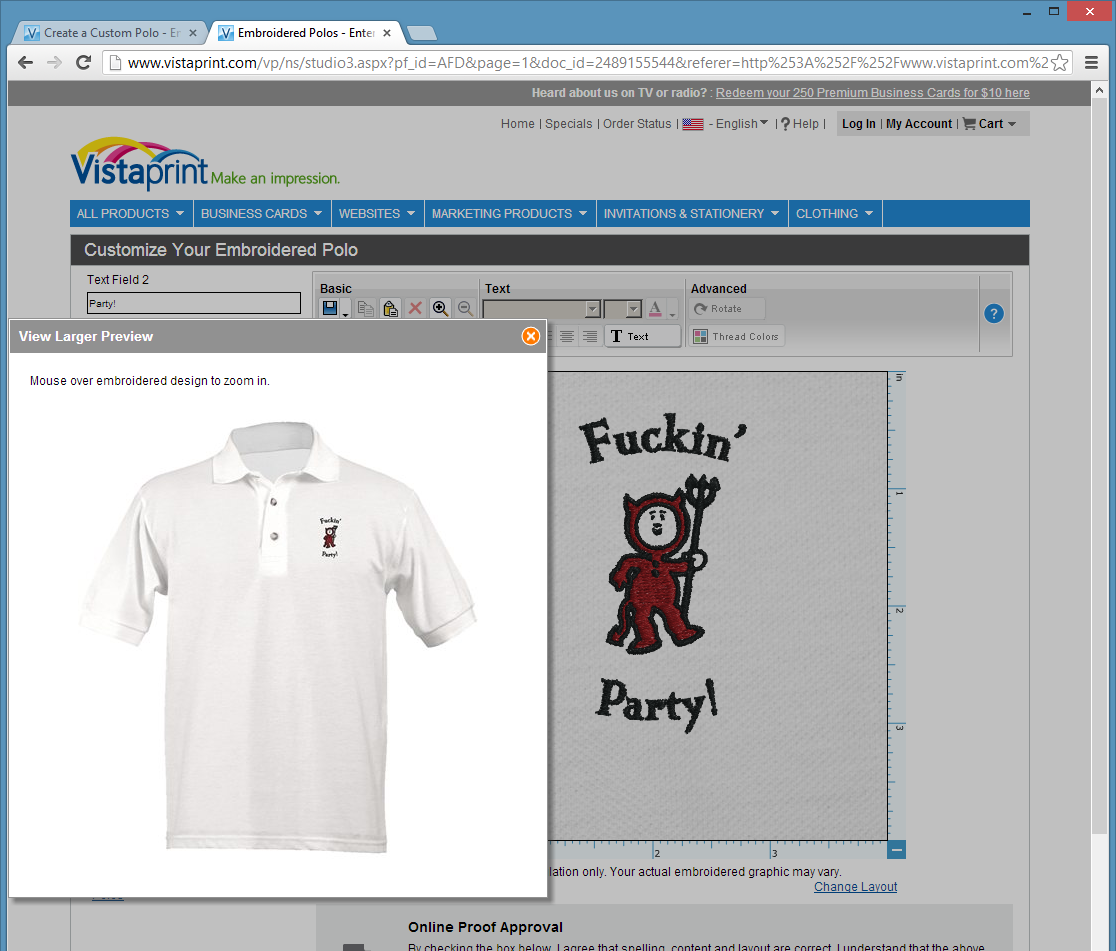 Create a Custom Polo - Er
Embroidered Polos - Enter
www.vistaprint.com/vp/ns/studio3.aspx?pf_id=AFD&page=1&doc_id=2489155544&referer=http%253A%252F%252Fwww.vistaprint.com%2
Heard about us on TV or radio? : Redeem your 250 Premium Business Cards for $10 here
Home | Specials | Order Status | - English | ? Help | Log In | My Account | Cart
Vistaprint Make an impression.
ALL PRODUCTS BUSINESS CARDS WEBSITES MARKETING PRODUCTS INVITATIONS & STATIONERY CLOTHING
Customize Your Embroidered Polo
Text Field 2
Party!
Basic Text Advanced
A Rotate
?
T Text Thread Colors
View Larger Preview
Mouse over embroidered design to zoom in.
Fuckin'
Party!
Fuckin'
Party!
in
1
2
3
2 3
lation only. Your actual embroidered graphic may vary.
Change Layout
Online Proof Approval
By checking the box below, I agree that spelling, content and layout are correct. I understand that the above